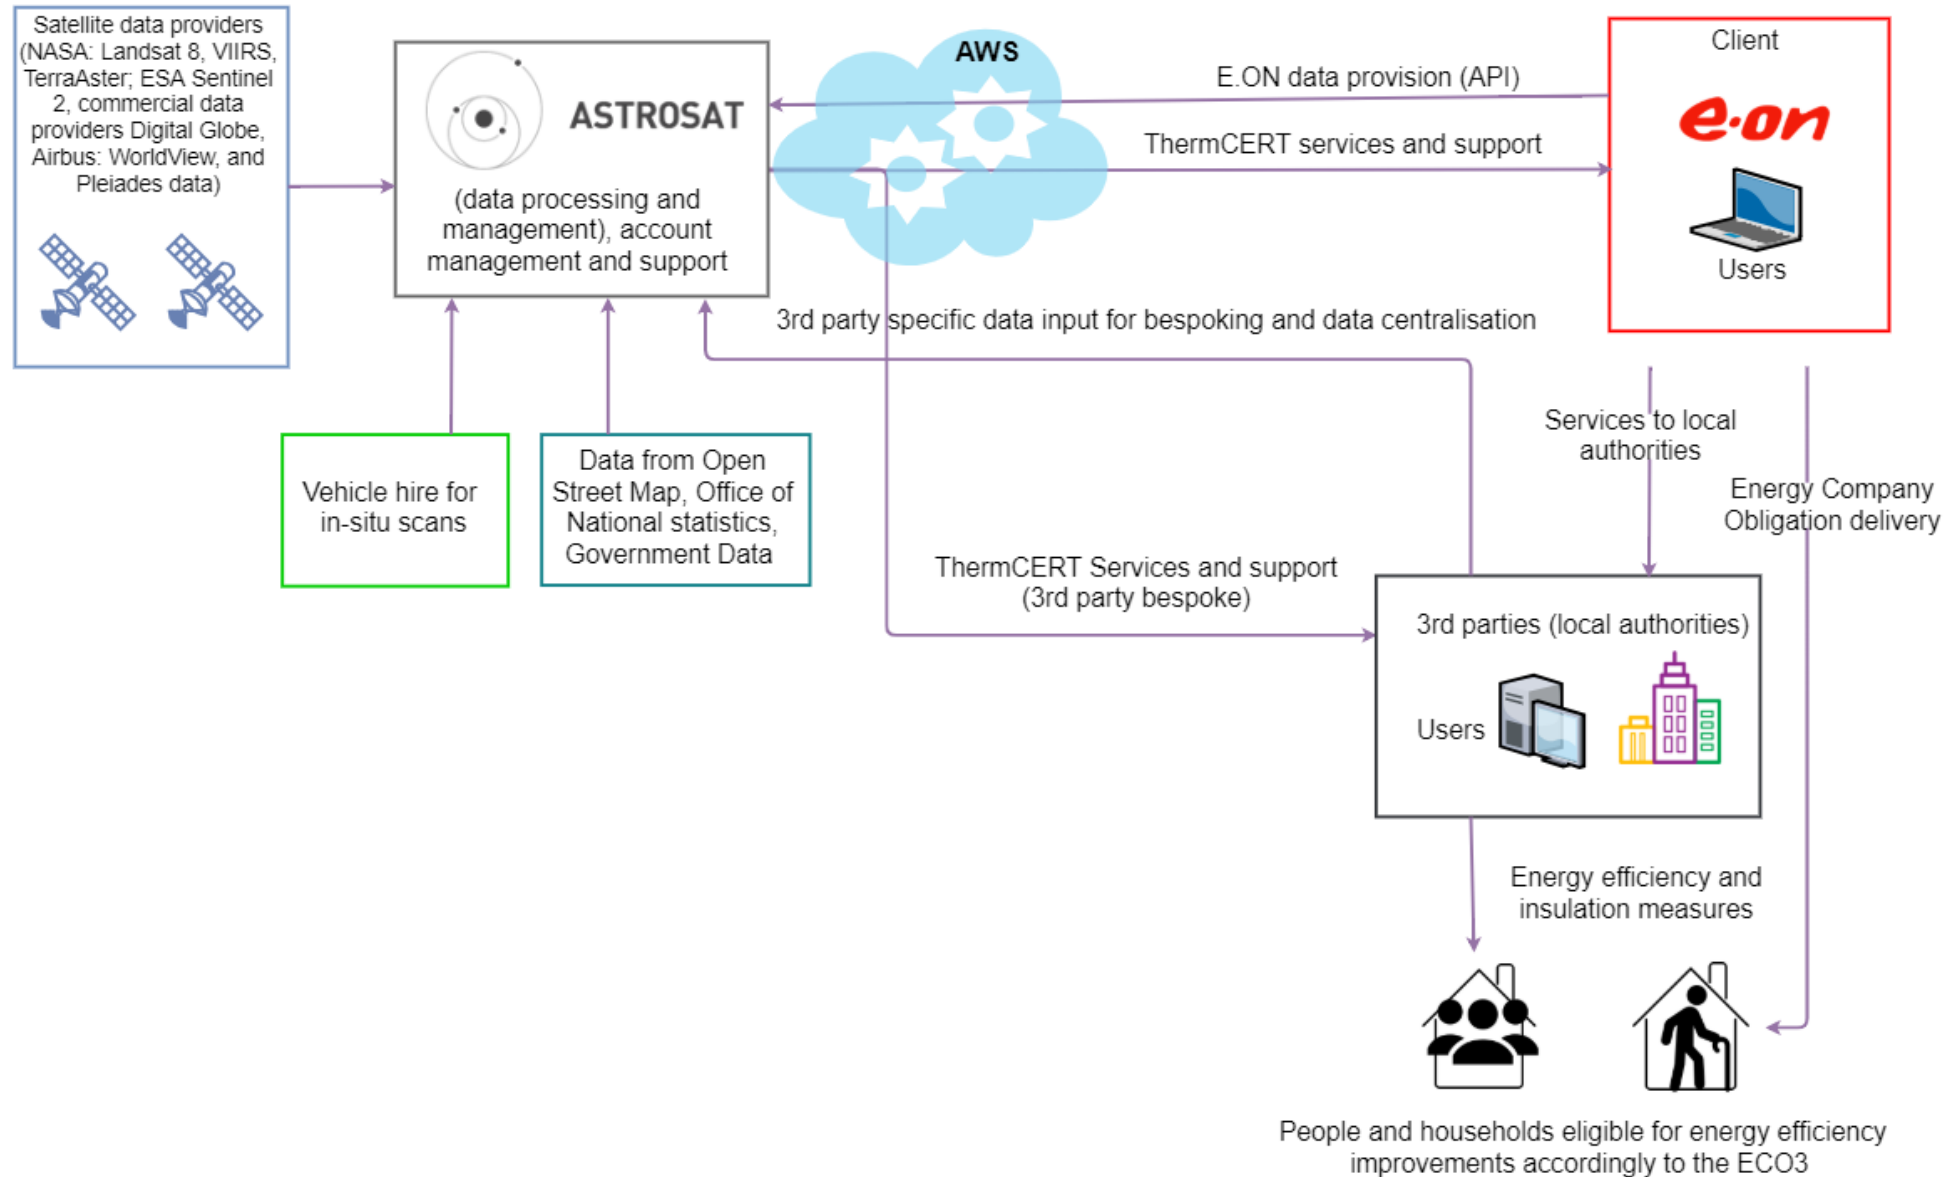 Satellite data providers
(NASA: Landsat 8, VIIRS,
TerraAster; ESA Sentinel
2, commercial data
providers Digital Globe,
Airbus: WorldView, and
Pleiades data)
ASTROSAT
(data processing and
management), account
management and support
AWS
E.ON data provision (API)
ThermCERT services and support
Client
e·on
Users
3rd party specific data input for bespoking and data centralisation
Vehicle hire for
in-situ scans
Data from Open
Street Map, Office of
National statistics,
Government Data
Services to local
authorities
Energy Company
Obligation delivery
ThermCERT Services and support
(3rd party bespoke)
3rd parties (local authorities)
Users
Energy efficiency and
insulation measures
People and households eligible for energy efficiency
improvements accordingly to the ECO3